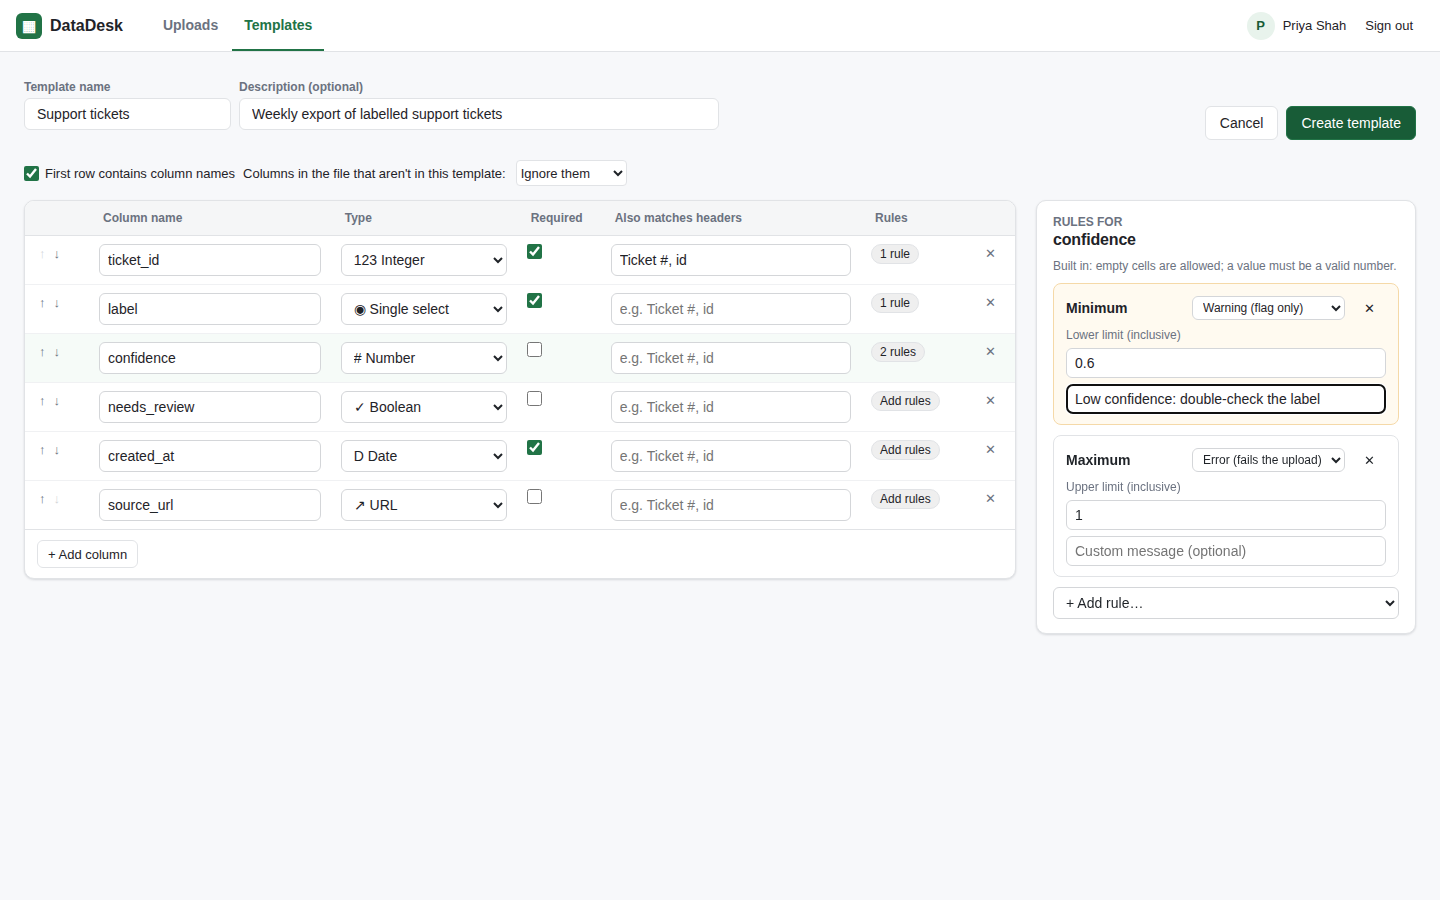 DataDesk
Uploads
Templates
P
Priya Shah
Sign out
Template name
Description (optional)
Support tickets
Weekly export of labelled support tickets
Cancel
Create template
First row contains column names
Columns in the file that aren't in this template:
Ignore them
Column name
Type
Required
Also matches headers
Rules
↑ ↓
ticket_id
123 Integer
Ticket #, id
1 rule
✕
↑ ↓
label
◉ Single select
e.g. Ticket #, id
1 rule
✕
↑ ↓
confidence
# Number
e.g. Ticket #, id
2 rules
✕
↑ ↓
needs_review
✓ Boolean
e.g. Ticket #, id
Add rules
✕
↑ ↓
created_at
D Date
e.g. Ticket #, id
Add rules
✕
↑ ↓
source_url
↗ URL
e.g. Ticket #, id
Add rules
✕
+ Add column
RULES FOR
confidence
Built in: empty cells are allowed; a value must be a valid number.
Minimum
Warning (flag only)
✕
Lower limit (inclusive)
0.6
Low confidence: double-check the label
Maximum
Error (fails the upload)
✕
Upper limit (inclusive)
1
Custom message (optional)
+ Add rule…